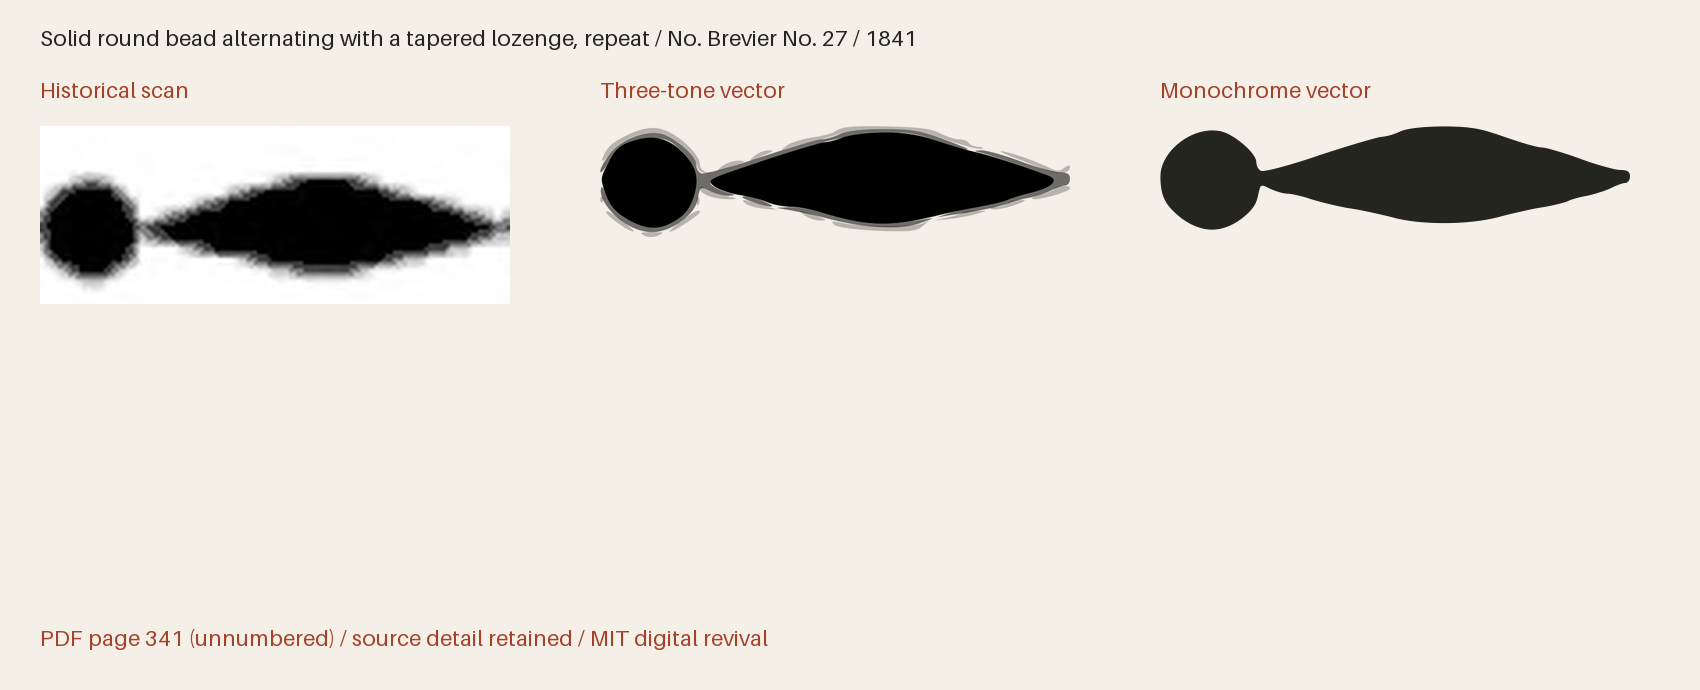 Solid round bead alternating with a tapered lozenge, repeat / No. Brevier No. 27 / 1841
Historical scan
Three-tone vector
Monochrome vector
PDF page 341 (unnumbered) / source detail retained / MIT digital revival